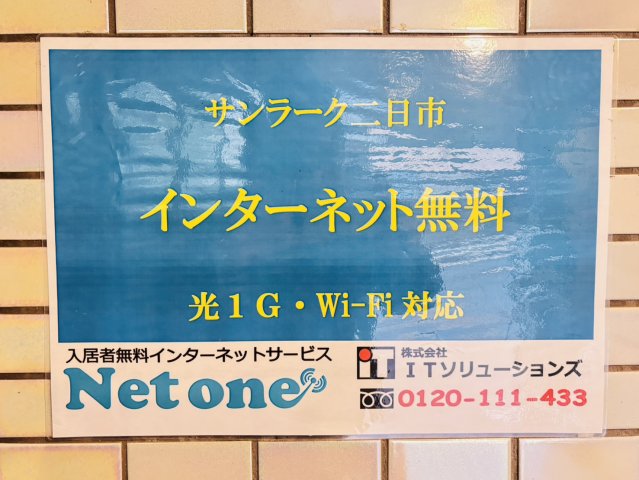 サンラーク二日市
インターネット無料
光１G・Wi-Fi対応
入居者無料インターネットサービス
Net one
株式会社
ITソリューションズ
0120-111-433